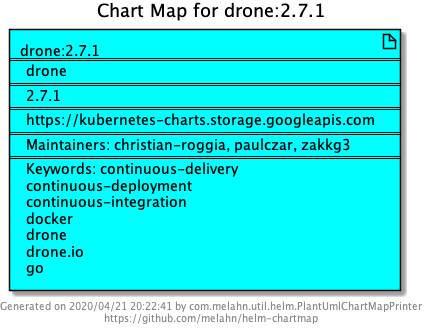 Chart Map for drone:2.7.1
drone:2.7.1
drone
2.7.1
https://kubernetes-charts.storage.googleapis.com
Maintainers: christian-roggia, paulczar, zakkg3
Keywords: continuous-delivery
continuous-deployment
continuous-integration
docker
drone
drone.io
go
Generated on 2020/04/21 20:22:41 by com.melahn.util.helm.PlantUmlChartMapPrinter
https://github.com/melahn/helm-chartmap